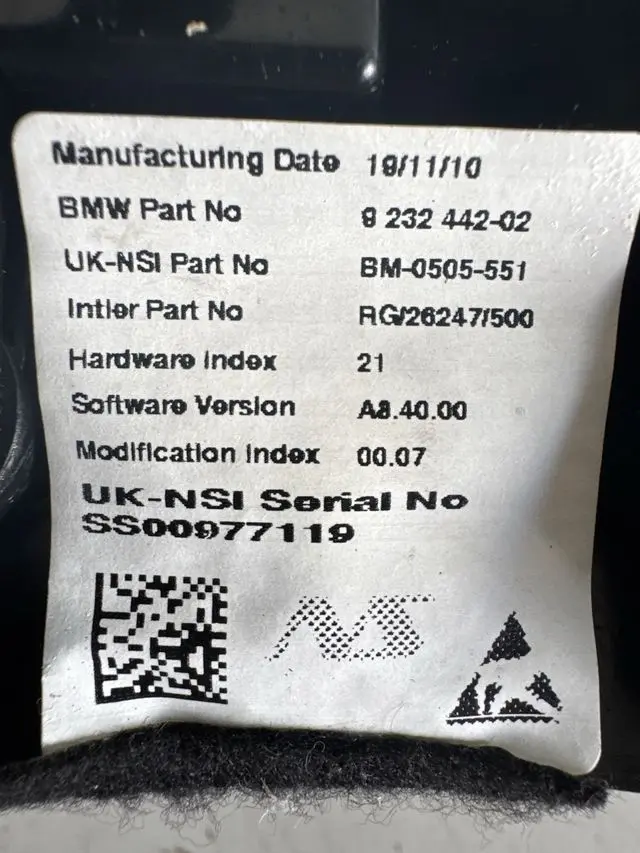 Manufacturing Date 19/11/10
BMW Part No 9 232 442-02
UK-NSI Part No BM-0505-551
Intier Part No RG/26247/500
Hardware Index 21
Software Version A8.40.00
Modification Index 00.07
UK-NSI Serial No
SS00977119